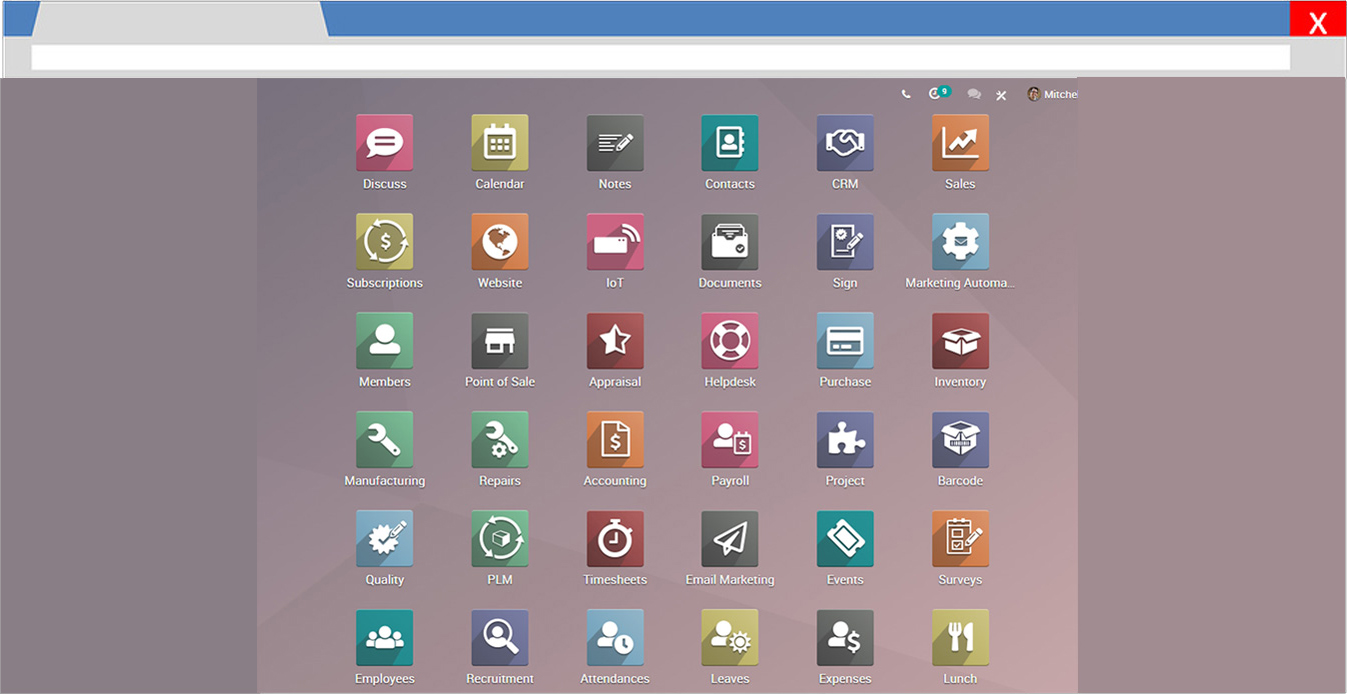 X
9 Mitche
Discuss Calendar Notes Contacts CRM Sales
Subscriptions Website IoT Documents Sign Marketing Automa...
Members Point of Sale Appraisal Helpdesk Purchase Inventory
Manufacturing Repairs Accounting Payroll Project Barcode
Quality PLM Timesheets Email Marketing Events Surveys
Employees Recruitment Attendances Leaves Expenses Lunch